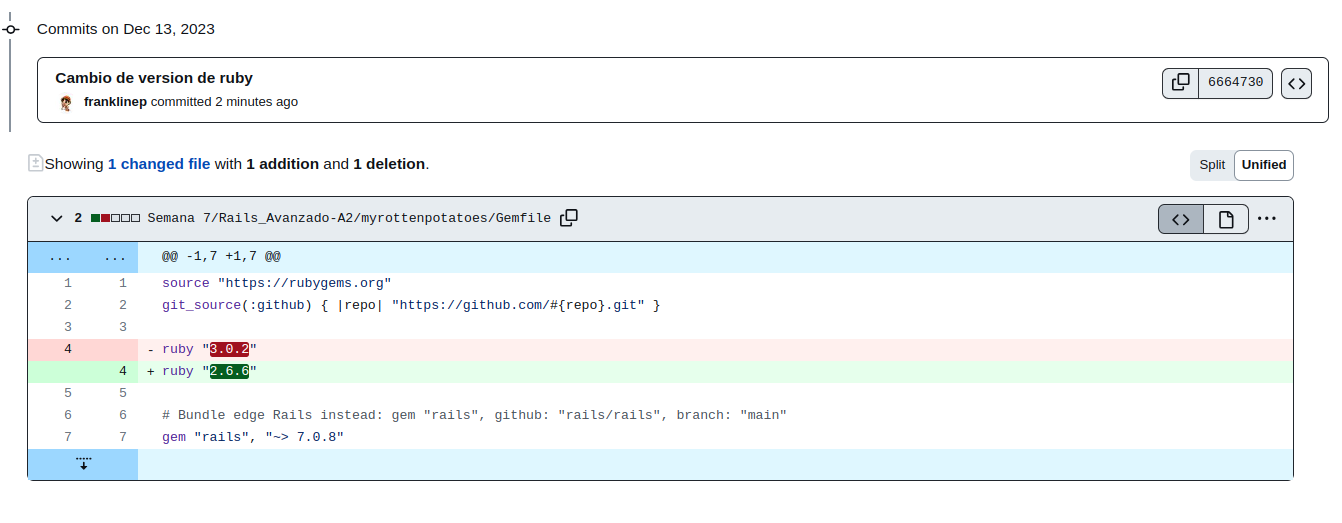 Commits on Dec 13, 2023
Cambio de version de ruby
franklinep committed 2 minutes ago
6664730
Showing 1 changed file with 1 addition and 1 deletion.
Split Unified
2 Semana 7/Rails_Avanzado-A2/myrottenpotatoes/Gemfile
... ... @@ -1,7 +1,7 @@
1 1 source "https://rubygems.org"
2 2 git_source(:github) { |repo| "https://github.com/#{repo}.git" }
3 3
4 - ruby "3.0.2"
4 + ruby "2.6.6"
5 5
6 6 # Bundle edge Rails instead: gem "rails", github: "rails/rails", branch: "main"
7 7 gem "rails", "~> 7.0.8"